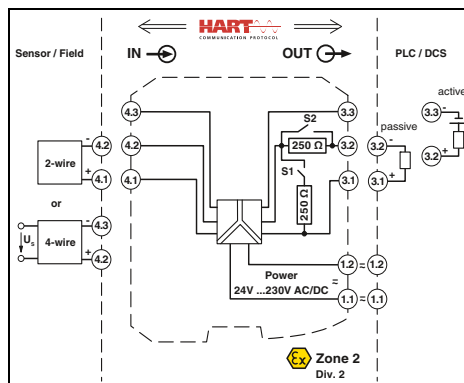 HART
COMMUNICATION PROTOCOL
Sensor / Field
IN
OUT
PLC / DCS
4.3
3.3
3.3
-
active
S2
passive
-
4.2
4.2
250 Ω
3.2
3.2
-
3.2
+
2-wire
+
4.1
4.1
S1
250 Ω
3.1
3.1
+
or
-
4.3
Us
4-wire
+
4.2
Power
24V ...230V AC/DC
≂
1.2
=
1.2
1.1
=
1.1
Ex
Zone 2
Div. 2